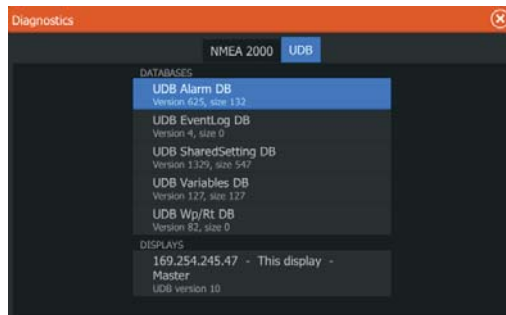 Diagnostics
NMEA 2000 UDB
DATABASES
UDB Alarm DB
Version 625, size 132
UDB EventLog DB
Version 4, size 0
UDB SharedSetting DB
Version 1329, size 547
UDB Variables DB
Version 127, size 127
UDB Wp/Rt DB
Version 82, size 0
DISPLAYS
169.254.245.47 - This display -
Master
UDB version 10